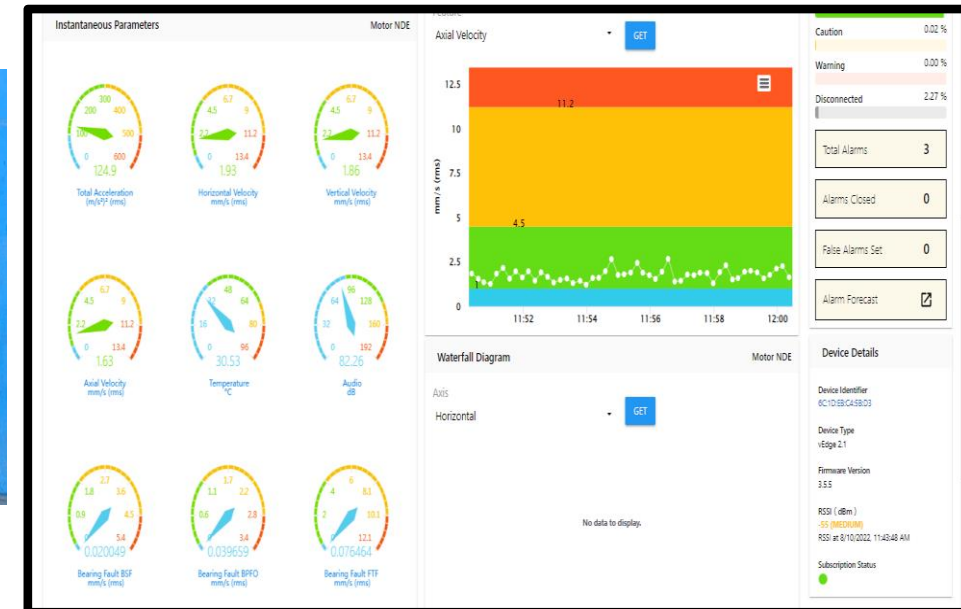 Instantaneous Parameters
Motor NDE
300
200
400
100
500
0
600
124.9
Total Acceleration
(m/s²)² (rms)
6.7
4.5
9
2.2
11.2
0
13.4
1.93
Horizontal Velocity
mm/s (rms)
6.7
4.5
9
2.2
11.2
0
13.4
1.86
Vertical Velocity
mm/s (rms)
6.7
4.5
9
2.2
11.2
0
13.4
1.63
Axial Velocity
mm/s (rms)
48
32
64
16
80
0
96
30.53
Temperature
°C
96
64
128
32
160
0
192
82.26
Audio
dB
2.7
1.8
3.6
0.9
4.5
0
5.4
0.020049
Bearing Fault BSF
mm/s (rms)
1.7
1.1
2.2
0.6
2.8
0
3.4
0.039659
Bearing Fault BPFO
mm/s (rms)
6
4
8.1
2
10.1
0
12.1
0.076464
Bearing Fault FTF
mm/s (rms)
Feature
Axial Velocity
GET
mm/s (rms)
12.5
11.2
10
7.5
5
4.5
2.5
1
0
11:52
11:54
11:56
11:58
12:00
Waterfall Diagram
Motor NDE
Axis
Horizontal
GET
No data to display.
Caution
0.02 %
Warning
0.00 %
Disconnected
2.27 %
Total Alarms
3
Alarms Closed
0
False Alarms Set
0
Alarm Forecast
Device Details
Device Identifier
6C:1D:EB:C4:5B:D3
Device Type
vEdge 2.1
Firmware Version
3.5.5
RSSI ( dBm )
-55 (MEDIUM)
RSSI at 8/10/2022, 11:43:48 AM
Subscription Status